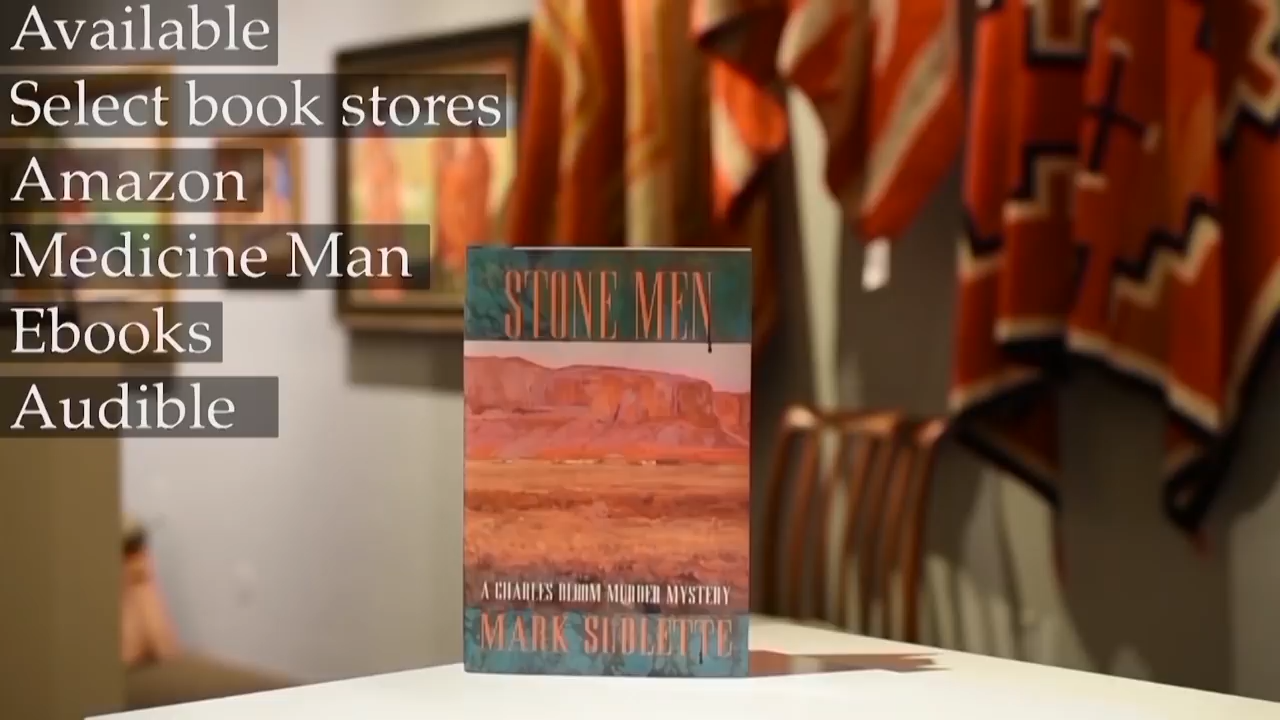 Available
Select book stores
Amazon
Medicine Man
Ebooks
Audible
STONE MEN
A CHARLES BLOOM MURDER MYSTERY
MARK SUBLETTE